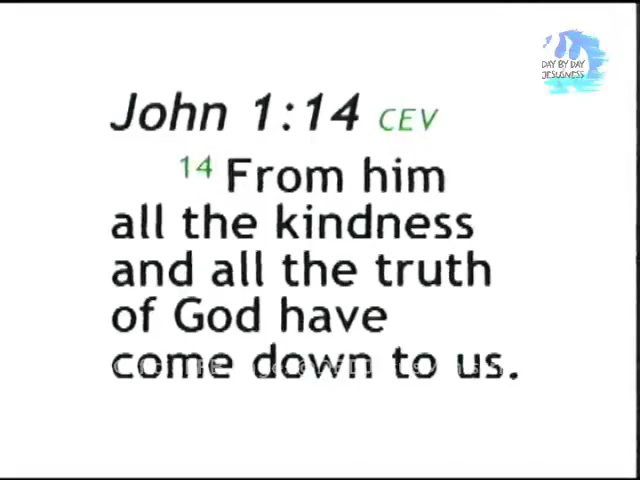 DAY BY DAY
JESUSNESS
John 1:14 CEV
14 From him
all the kindness
and all the truth
of God have
come down to us.